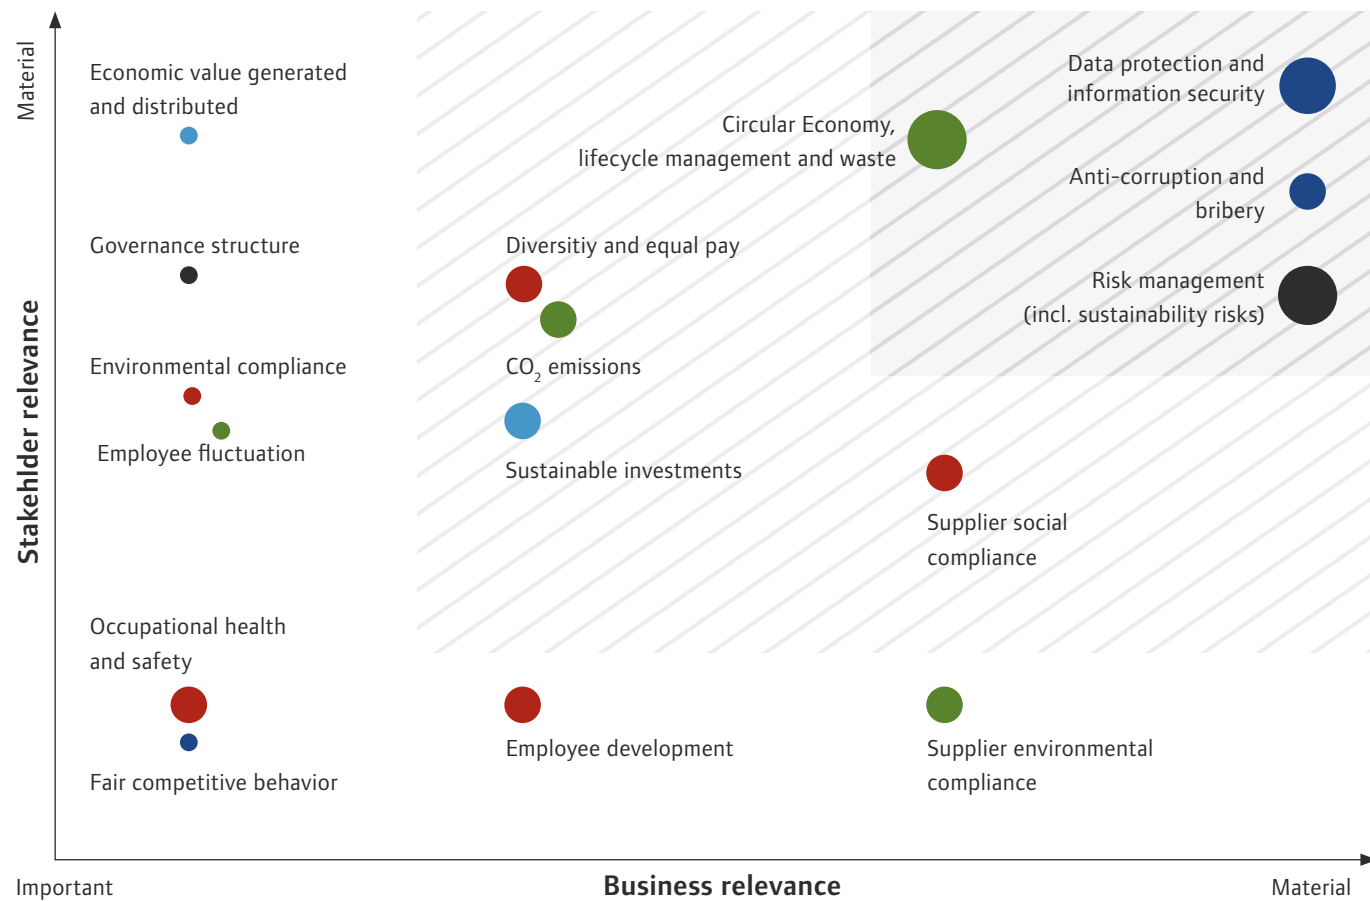 Material
Stakehlder relevance
Economic value generated
and distributed
Data protection and
information security
Circular Economy,
lifecycle management and waste
Anti-corruption and
bribery
Governance structure
Diversitiy and equal pay
Risk management
(incl. sustainability risks)
Environmental compliance
CO₂ emissions
Employee fluctuation
Sustainable investments
Supplier social
compliance
Occupational health
and safety
Employee development
Supplier environmental
compliance
Fair competitive behavior
Important
Business relevance
Material